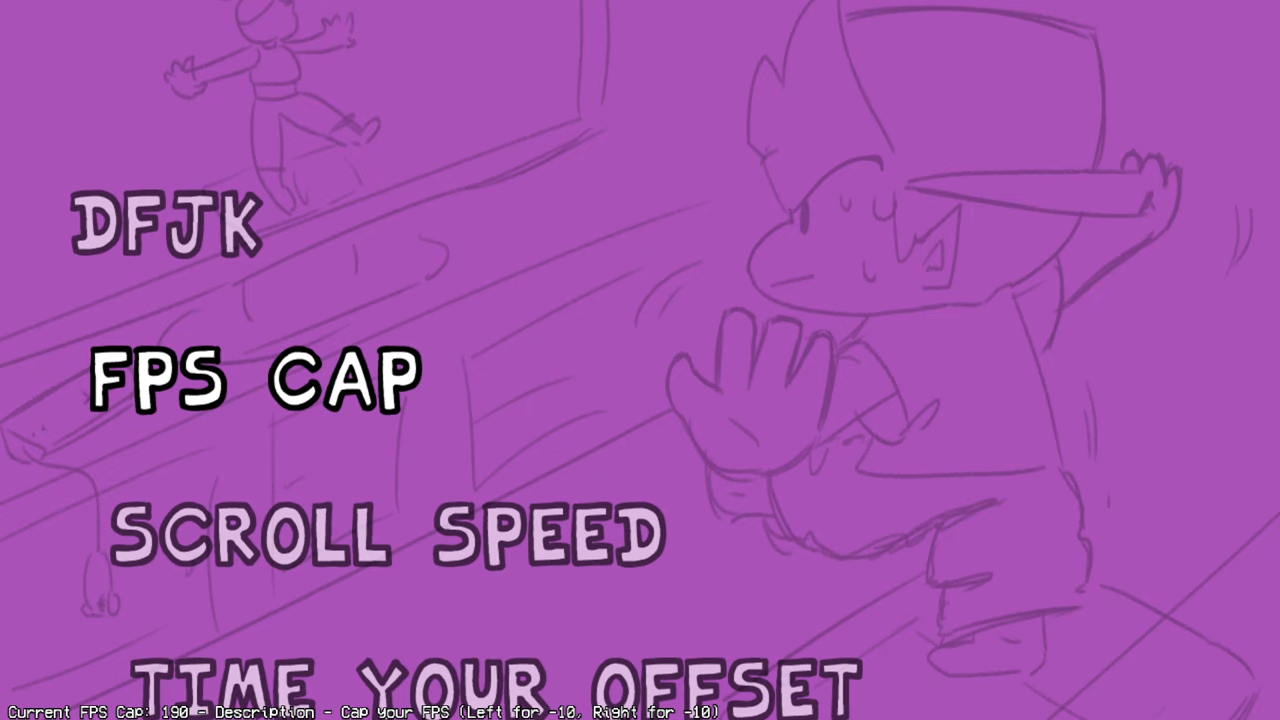 DFJK
FPS CAP
SCROLL SPEED
TIME YOUR OFFSET
Current FPS Cap: 190 - Description - Cap your FPS (Left for -10, Right for -10)